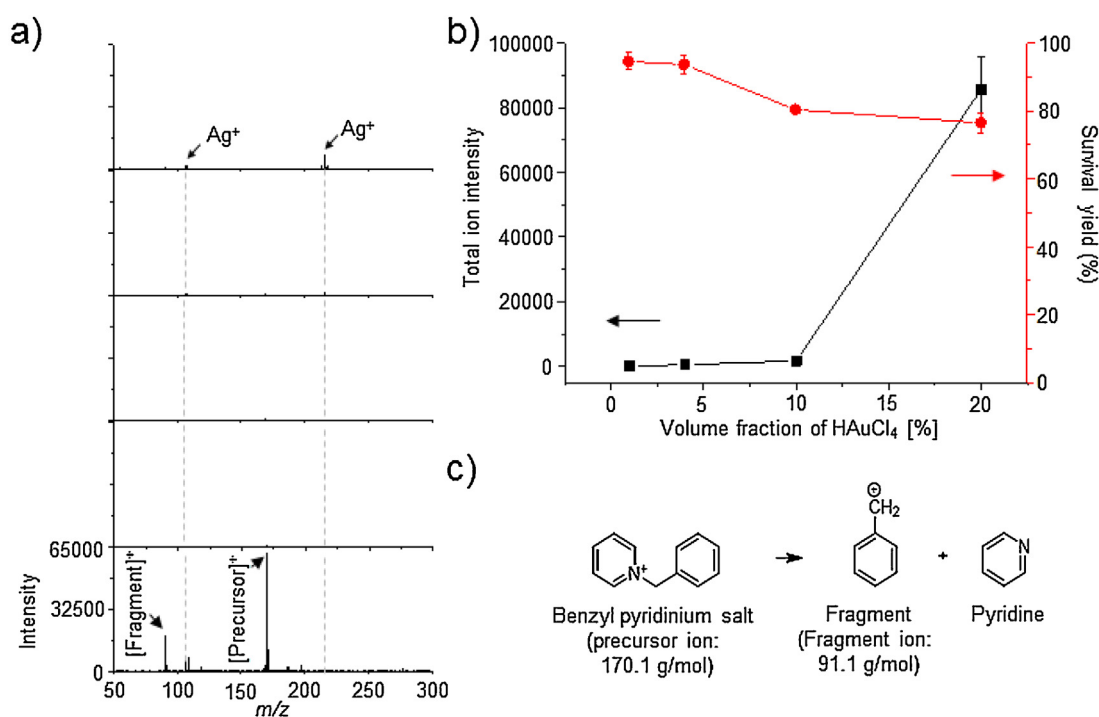 a)
Ag⁺
Ag⁺
65000
32500
0
Intensity
[Fragment]⁺
[Precursor]⁺
50
100
150
200
250
300
m/z
b)
100000
80000
60000
40000
20000
0
Total ion intensity
100
80
60
40
20
0
Survival yield (%)
0
5
10
15
20
Volume fraction of HAuCl₄ [%]
c)
N⁺
⊕
CH₂
+
N
Benzyl pyridinium salt
(precursor ion:
170.1 g/mol)
Fragment
(Fragment ion:
91.1 g/mol)
Pyridine